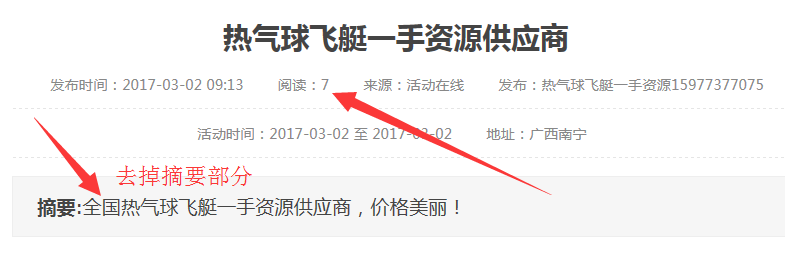 热气球飞艇一手资源供应商
发布时间：2017-03-02 09:13 阅读：7 来源：活动在线 发布：热气球飞艇一手资源15977377075
活动时间：2017-03-02 至 2017-03-02 地址：广西南宁
去掉摘要部分
摘要:全国热气球飞艇一手资源供应商，价格美丽！